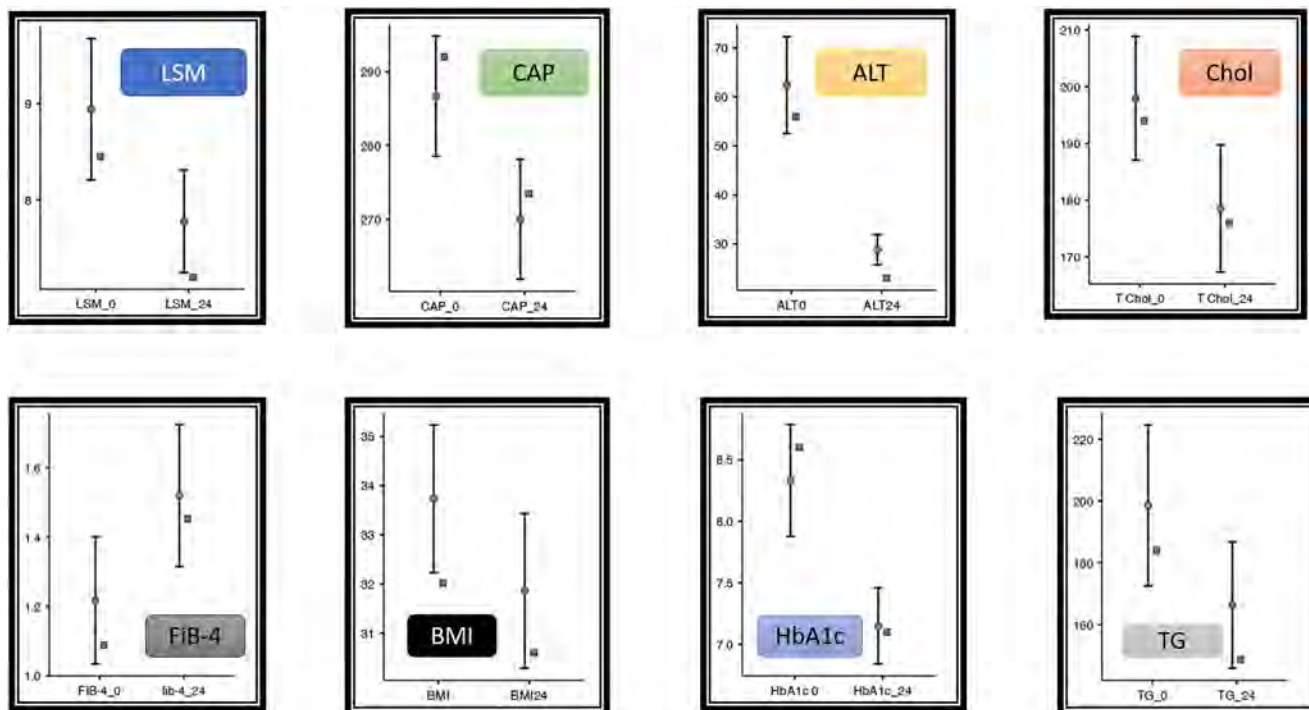 LSM
9
8
LSM_0 LSM_24
CAP
290
280
270
CAP_0 CAP_24
ALT
70
60
50
40
30
ALT0 ALT24
Chol
210
200
190
180
170
T Chol_0 T Chol_24
1.6
1.4
1.2
1.0
FiB-4
FiB-4_0 fib-4_24
35
34
33
32
31
BMI
BMI BMI24
8.5
8.0
7.5
7.0
HbA1c
HbA1c0 HbA1c_24
220
200
180
160
TG
TG_0 TG_24